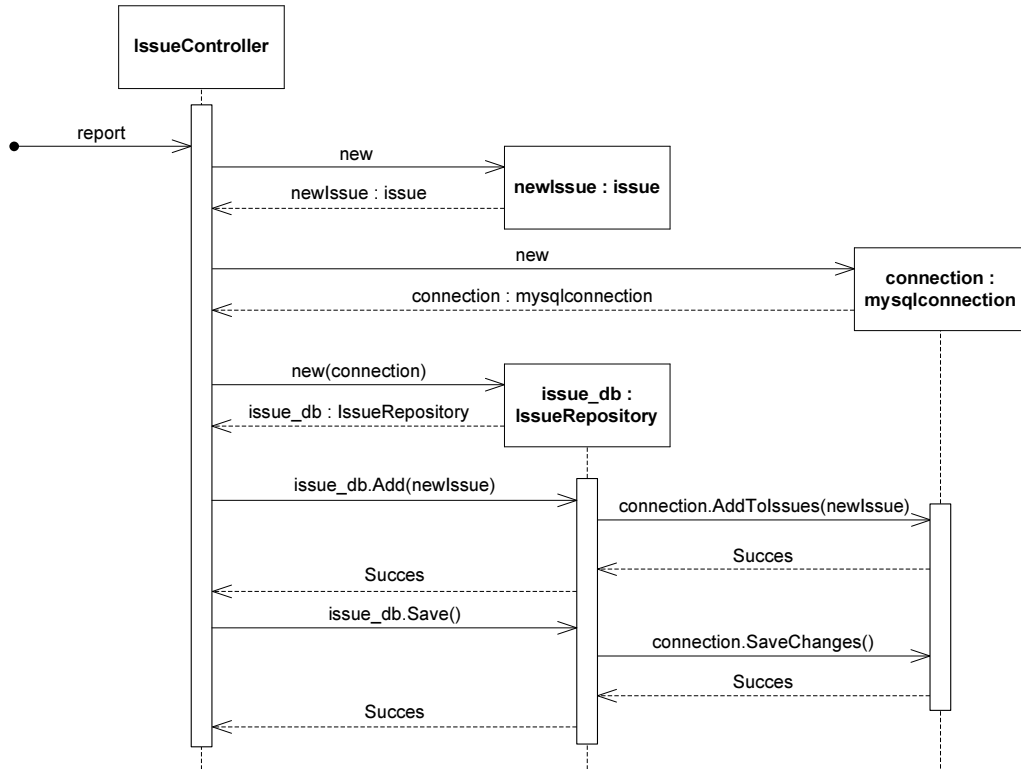 IssueController
report
new
newIssue : issue
newIssue : issue
new
connection :
mysqlconnection
connection : mysqlconnection
new(connection)
issue_db :
IssueRepository
issue_db : IssueRepository
issue_db.Add(newIssue)
connection.AddToIssues(newIssue)
Succes
Succes
issue_db.Save()
connection.SaveChanges()
Succes
Succes